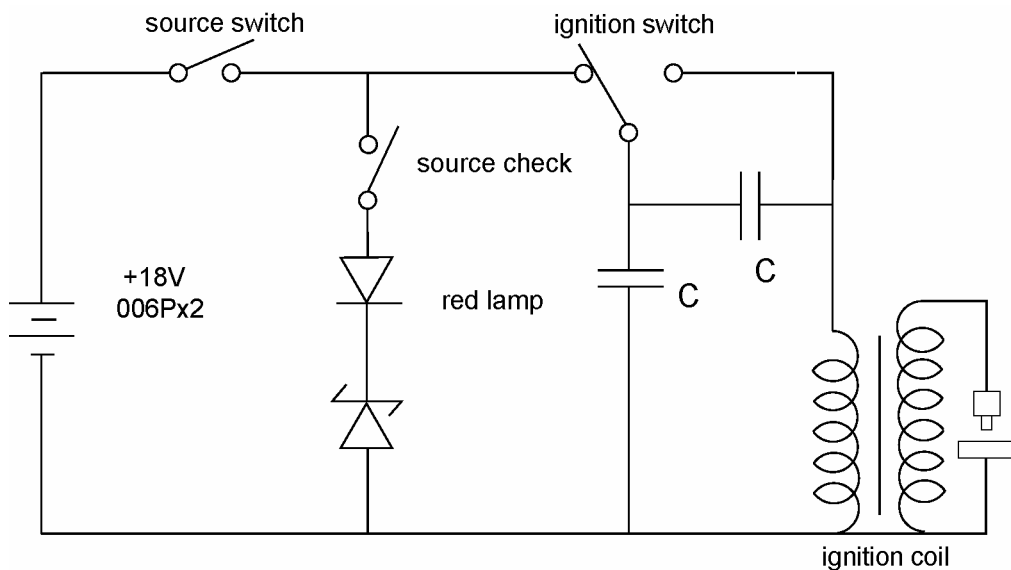 source switch
ignition switch
source check
+18V
006Px2
red lamp
C
C
ignition coil